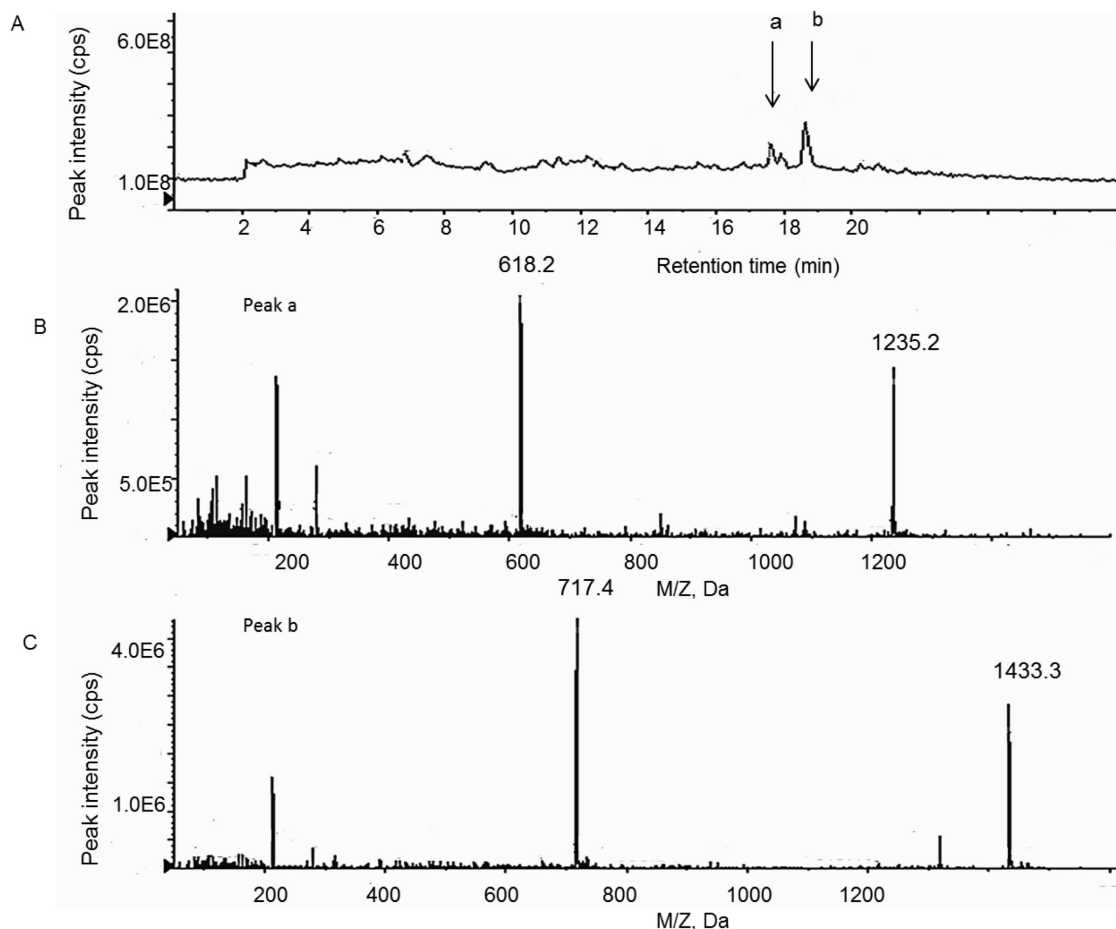 A
Peak intensity (cps)
6.0E8
1.0E8
a
b
2 4 6 8 10 12 14 16 18 20
Retention time (min)
B
Peak intensity (cps)
2.0E6
5.0E5
Peak a
618.2
1235.2
200 400 600 800 1000 1200
M/Z, Da
C
Peak intensity (cps)
4.0E6
1.0E6
Peak b
717.4
1433.3
200 400 600 800 1000 1200
M/Z, Da